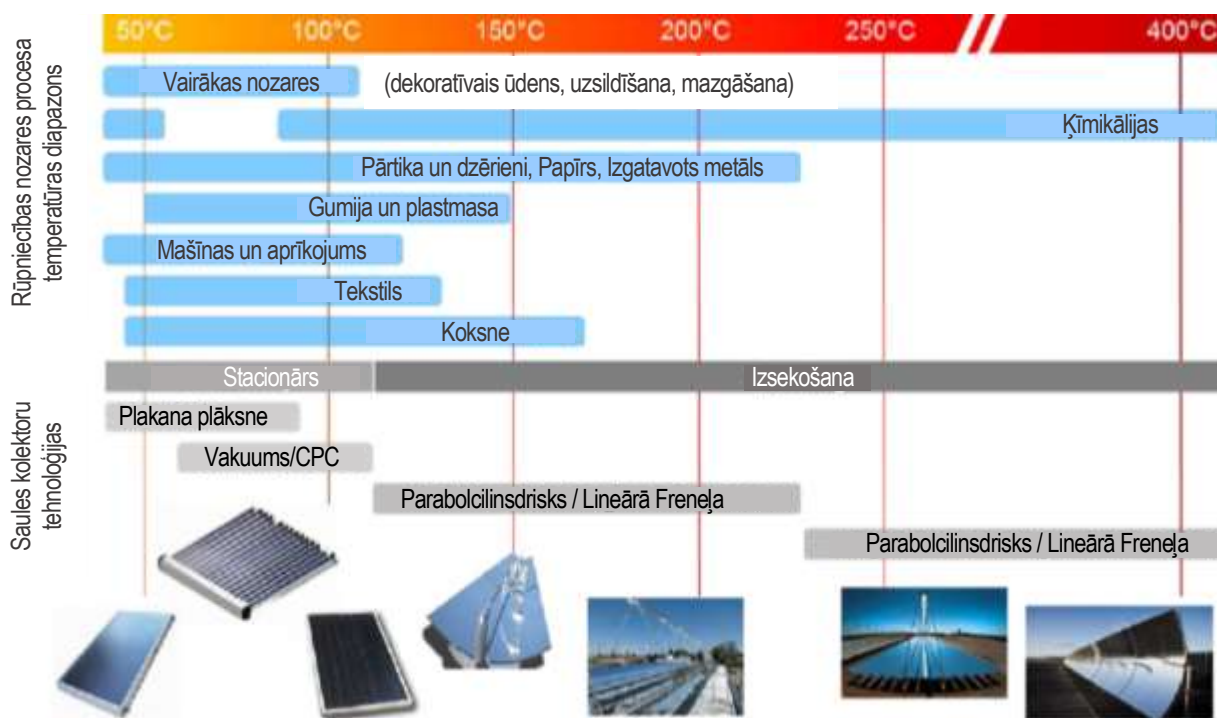 50°C 100°C 150°C 200°C 250°C 400°C
Rūpniecības nozares procesa
temperatūras diapazons
Vairākas nozares (dekoratīvais ūdens, uzsildīšana, mazgāšana)
Ķīmikālijas
Pārtika un dzērieni, Papīrs, Izgatavots metāls
Gumija un plastmasa
Mašīnas un aprīkojums
Tekstils
Koksne
Stacioņārs Izsekošana
Saules kolektoru
tehnoloģijas
Plakana plāksne
Vakuums/CPC
Parabolcilinsdrisks / Lineārā Freneļa
Parabolcilinsdrisks / Lineārā Freneļa